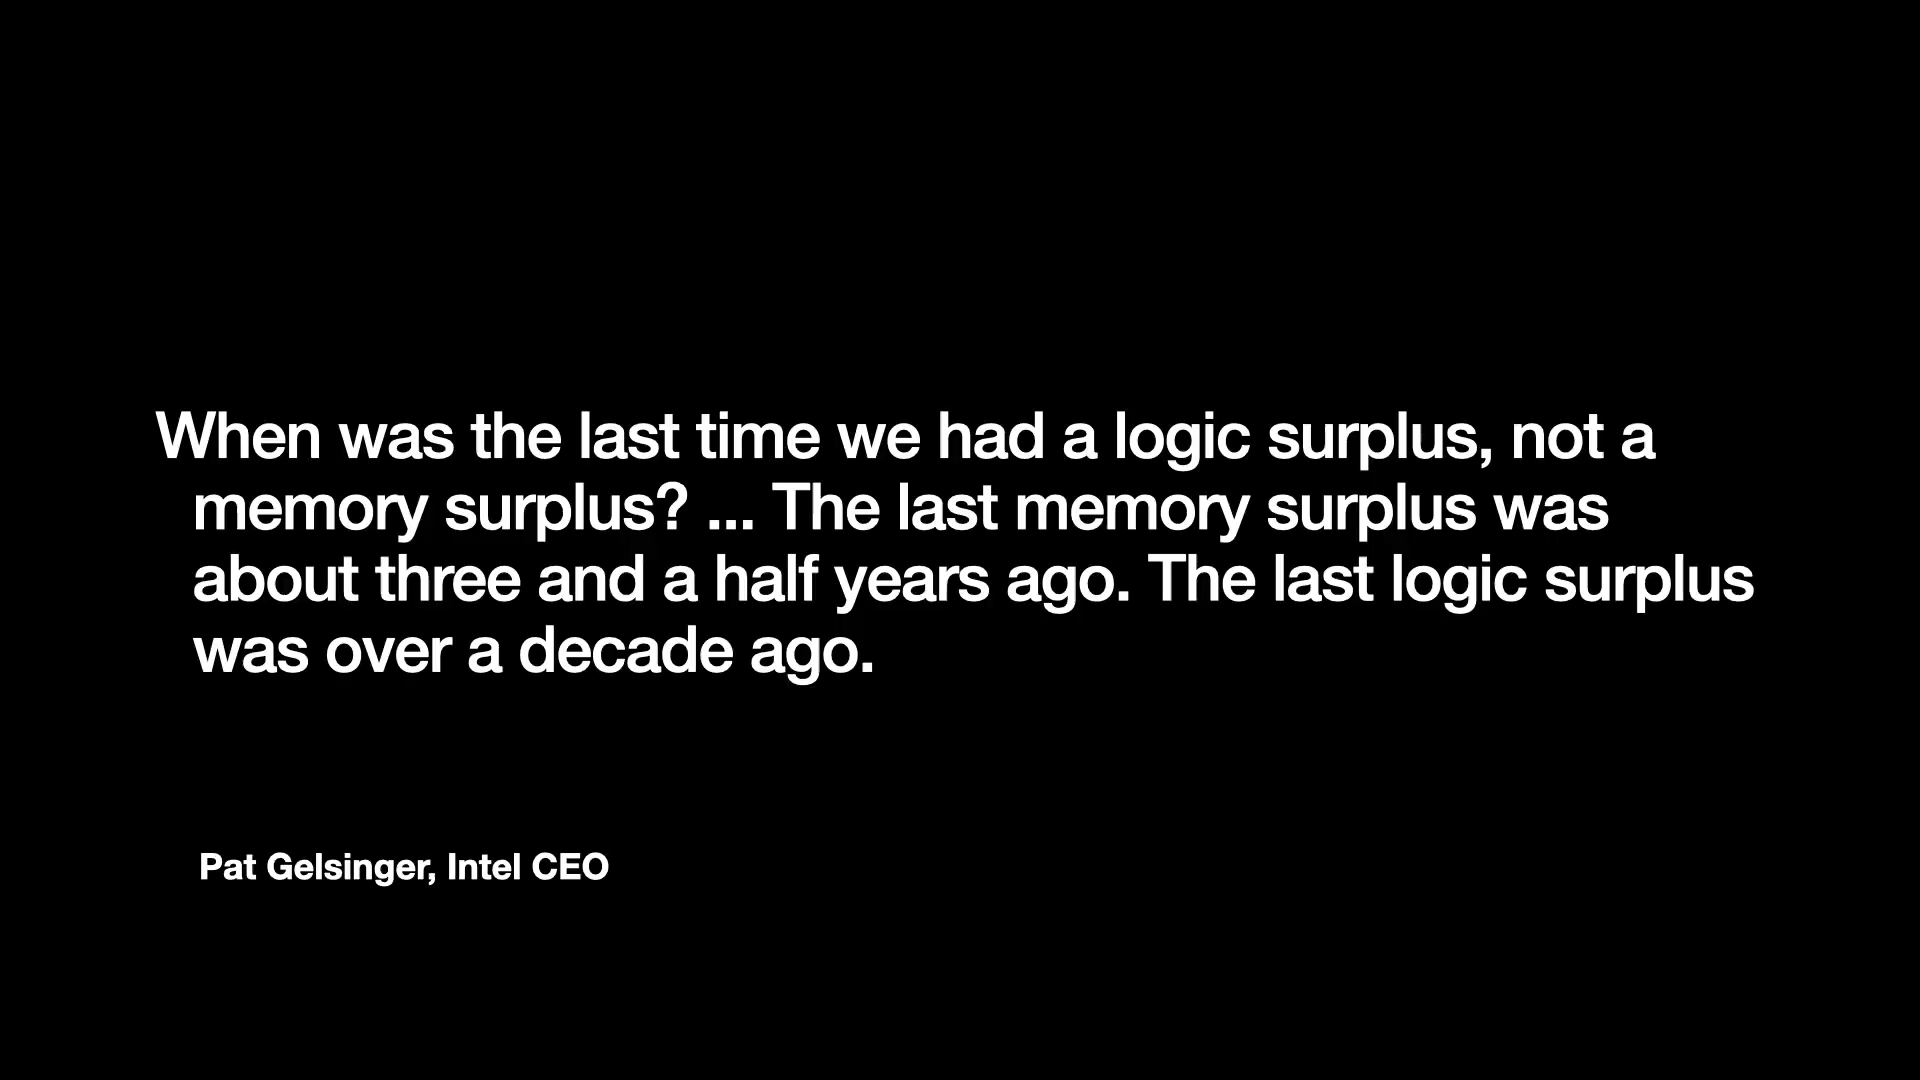 When was the last time we had a logic surplus, not a
memory surplus? ... The last memory surplus was
about three and a half years ago. The last logic surplus
was over a decade ago.
Pat Gelsinger, Intel CEO